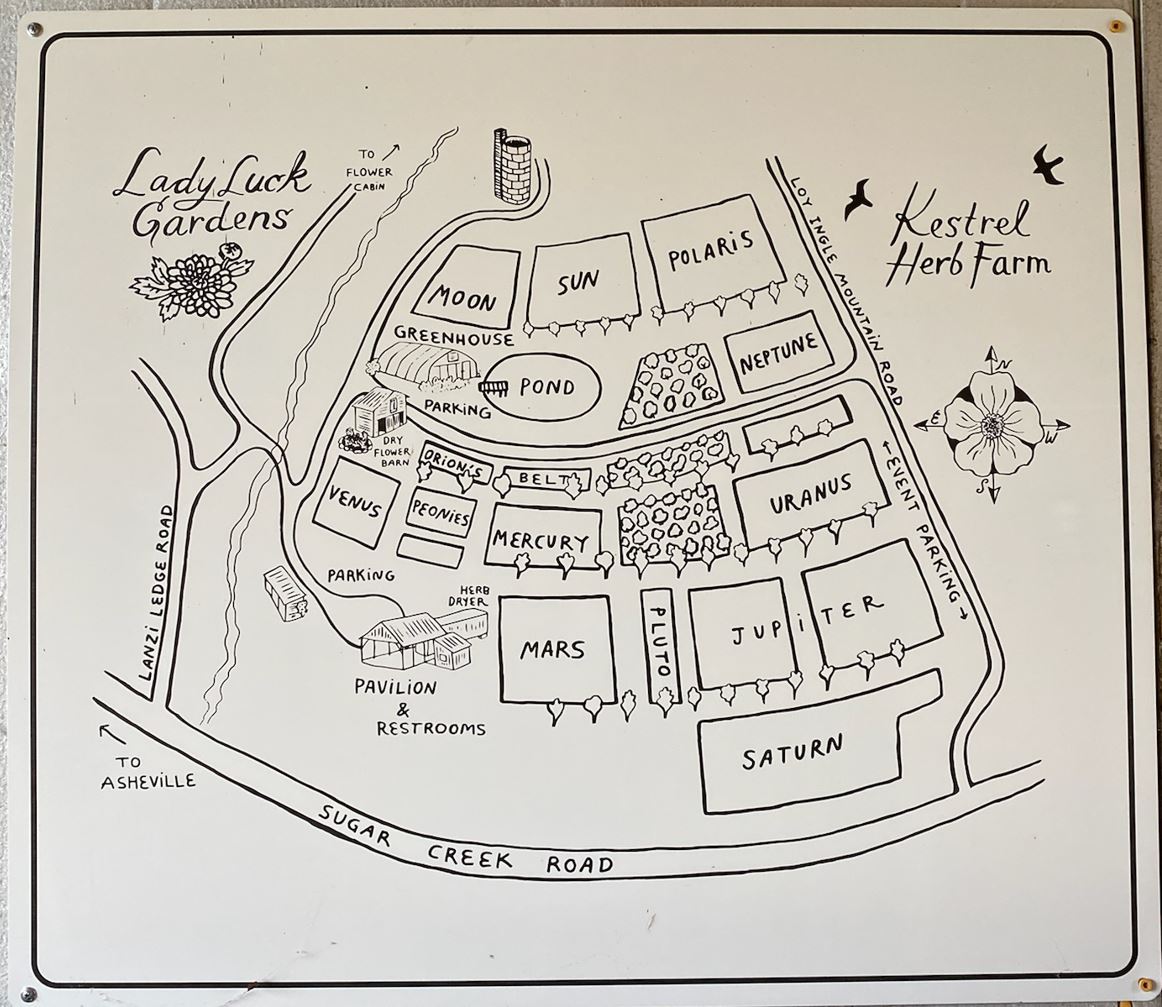 Lady Luck
Gardens
TO
FLOWER
CABIN
Kestrel
Herb Farm
LOY INGLE MOUNTAIN ROAD
MOON
SUN
POLARiS
GREENHOUSE
POND
NEPTUNE
PARKiNG
DRY
FLOWER
BARN
N
E
W
S
ORION'S
BELT
VENUS
PEONiES
MERCURY
URANUS
EVENT PARKiNG
LANZi LEDGE ROAD
PARKiNG
HERB
DRYER
MARS
PLUTO
JUPiTER
PAViLiON
&
RESTROOMS
SATURN
TO
ASHEViLLE
SUGAR CREEK ROAD